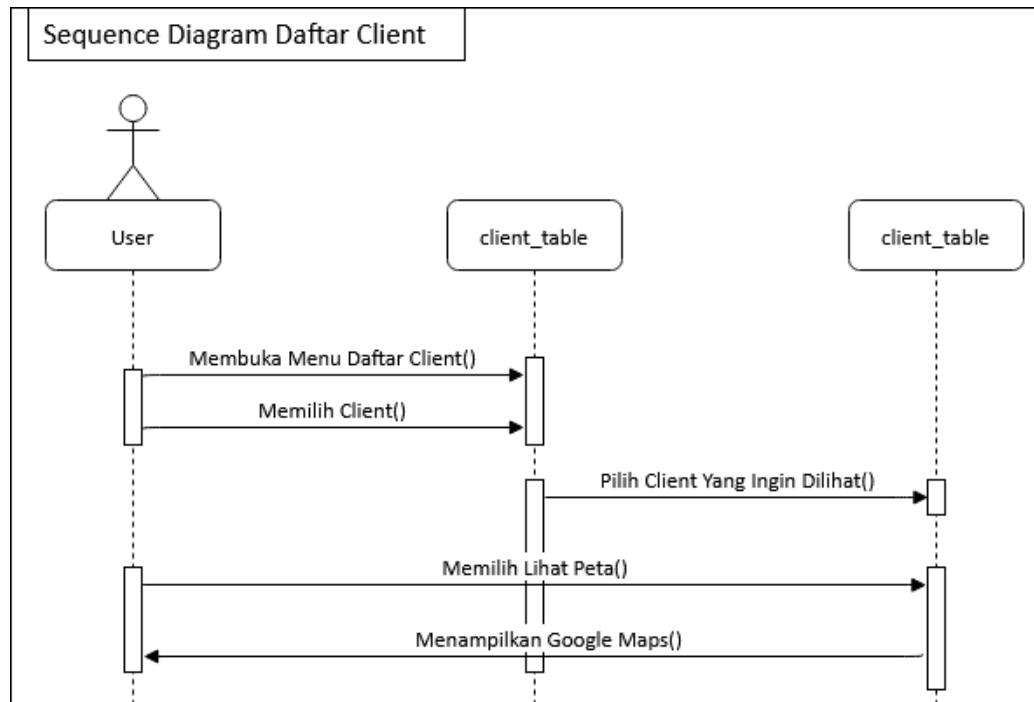 Sequence Diagram Daftar Client
User
client_table
client_table
Membuka Menu Daftar Client()
Memilih Client()
Pilih Client Yang Ingin Dilihat()
Memilih Lihat Peta()
Menampilkan Google Maps()